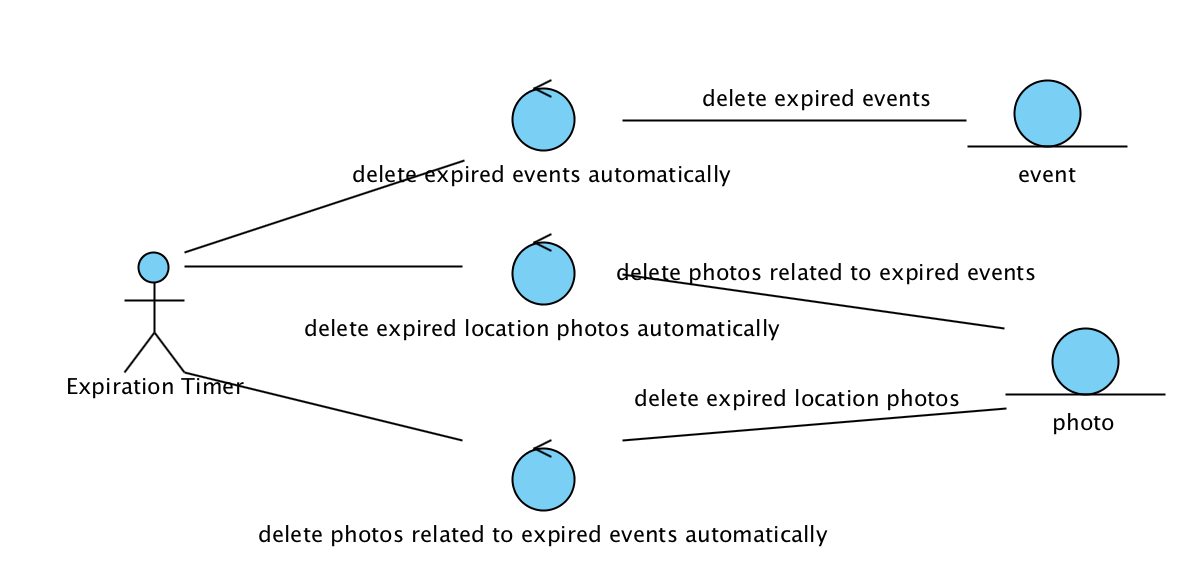 delete expired events
delete expired events automatically
event
delete photos related to expired events
delete expired location photos automatically
Expiration Timer
delete expired location photos
photo
delete photos related to expired events automatically